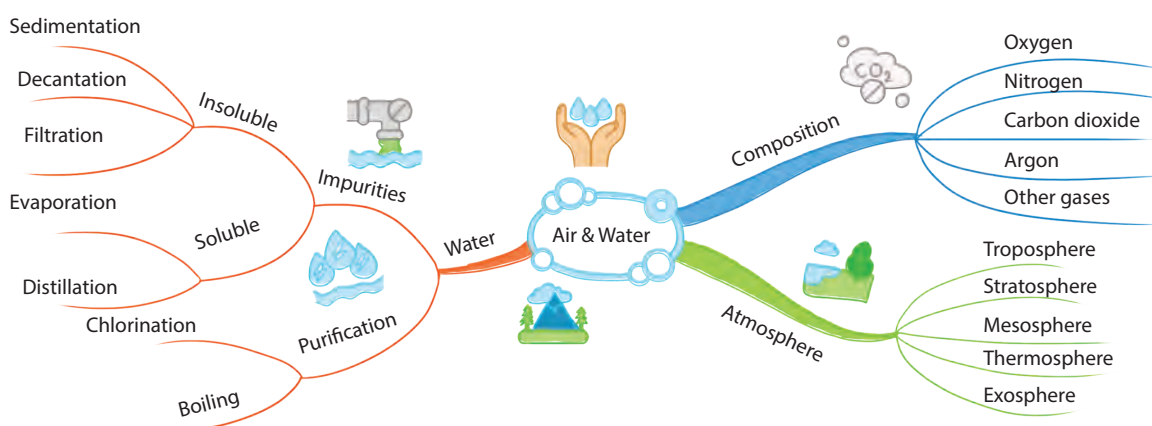 Sedimentation
Decantation
Filtration
Insoluble
Evaporation
Distillation
Soluble
Impurities
Chlorination
Boiling
Purification
Water
Air & Water
CO2
Composition
Oxygen
Nitrogen
Carbon dioxide
Argon
Other gases
Atmosphere
Troposphere
Stratosphere
Mesosphere
Thermosphere
Exosphere